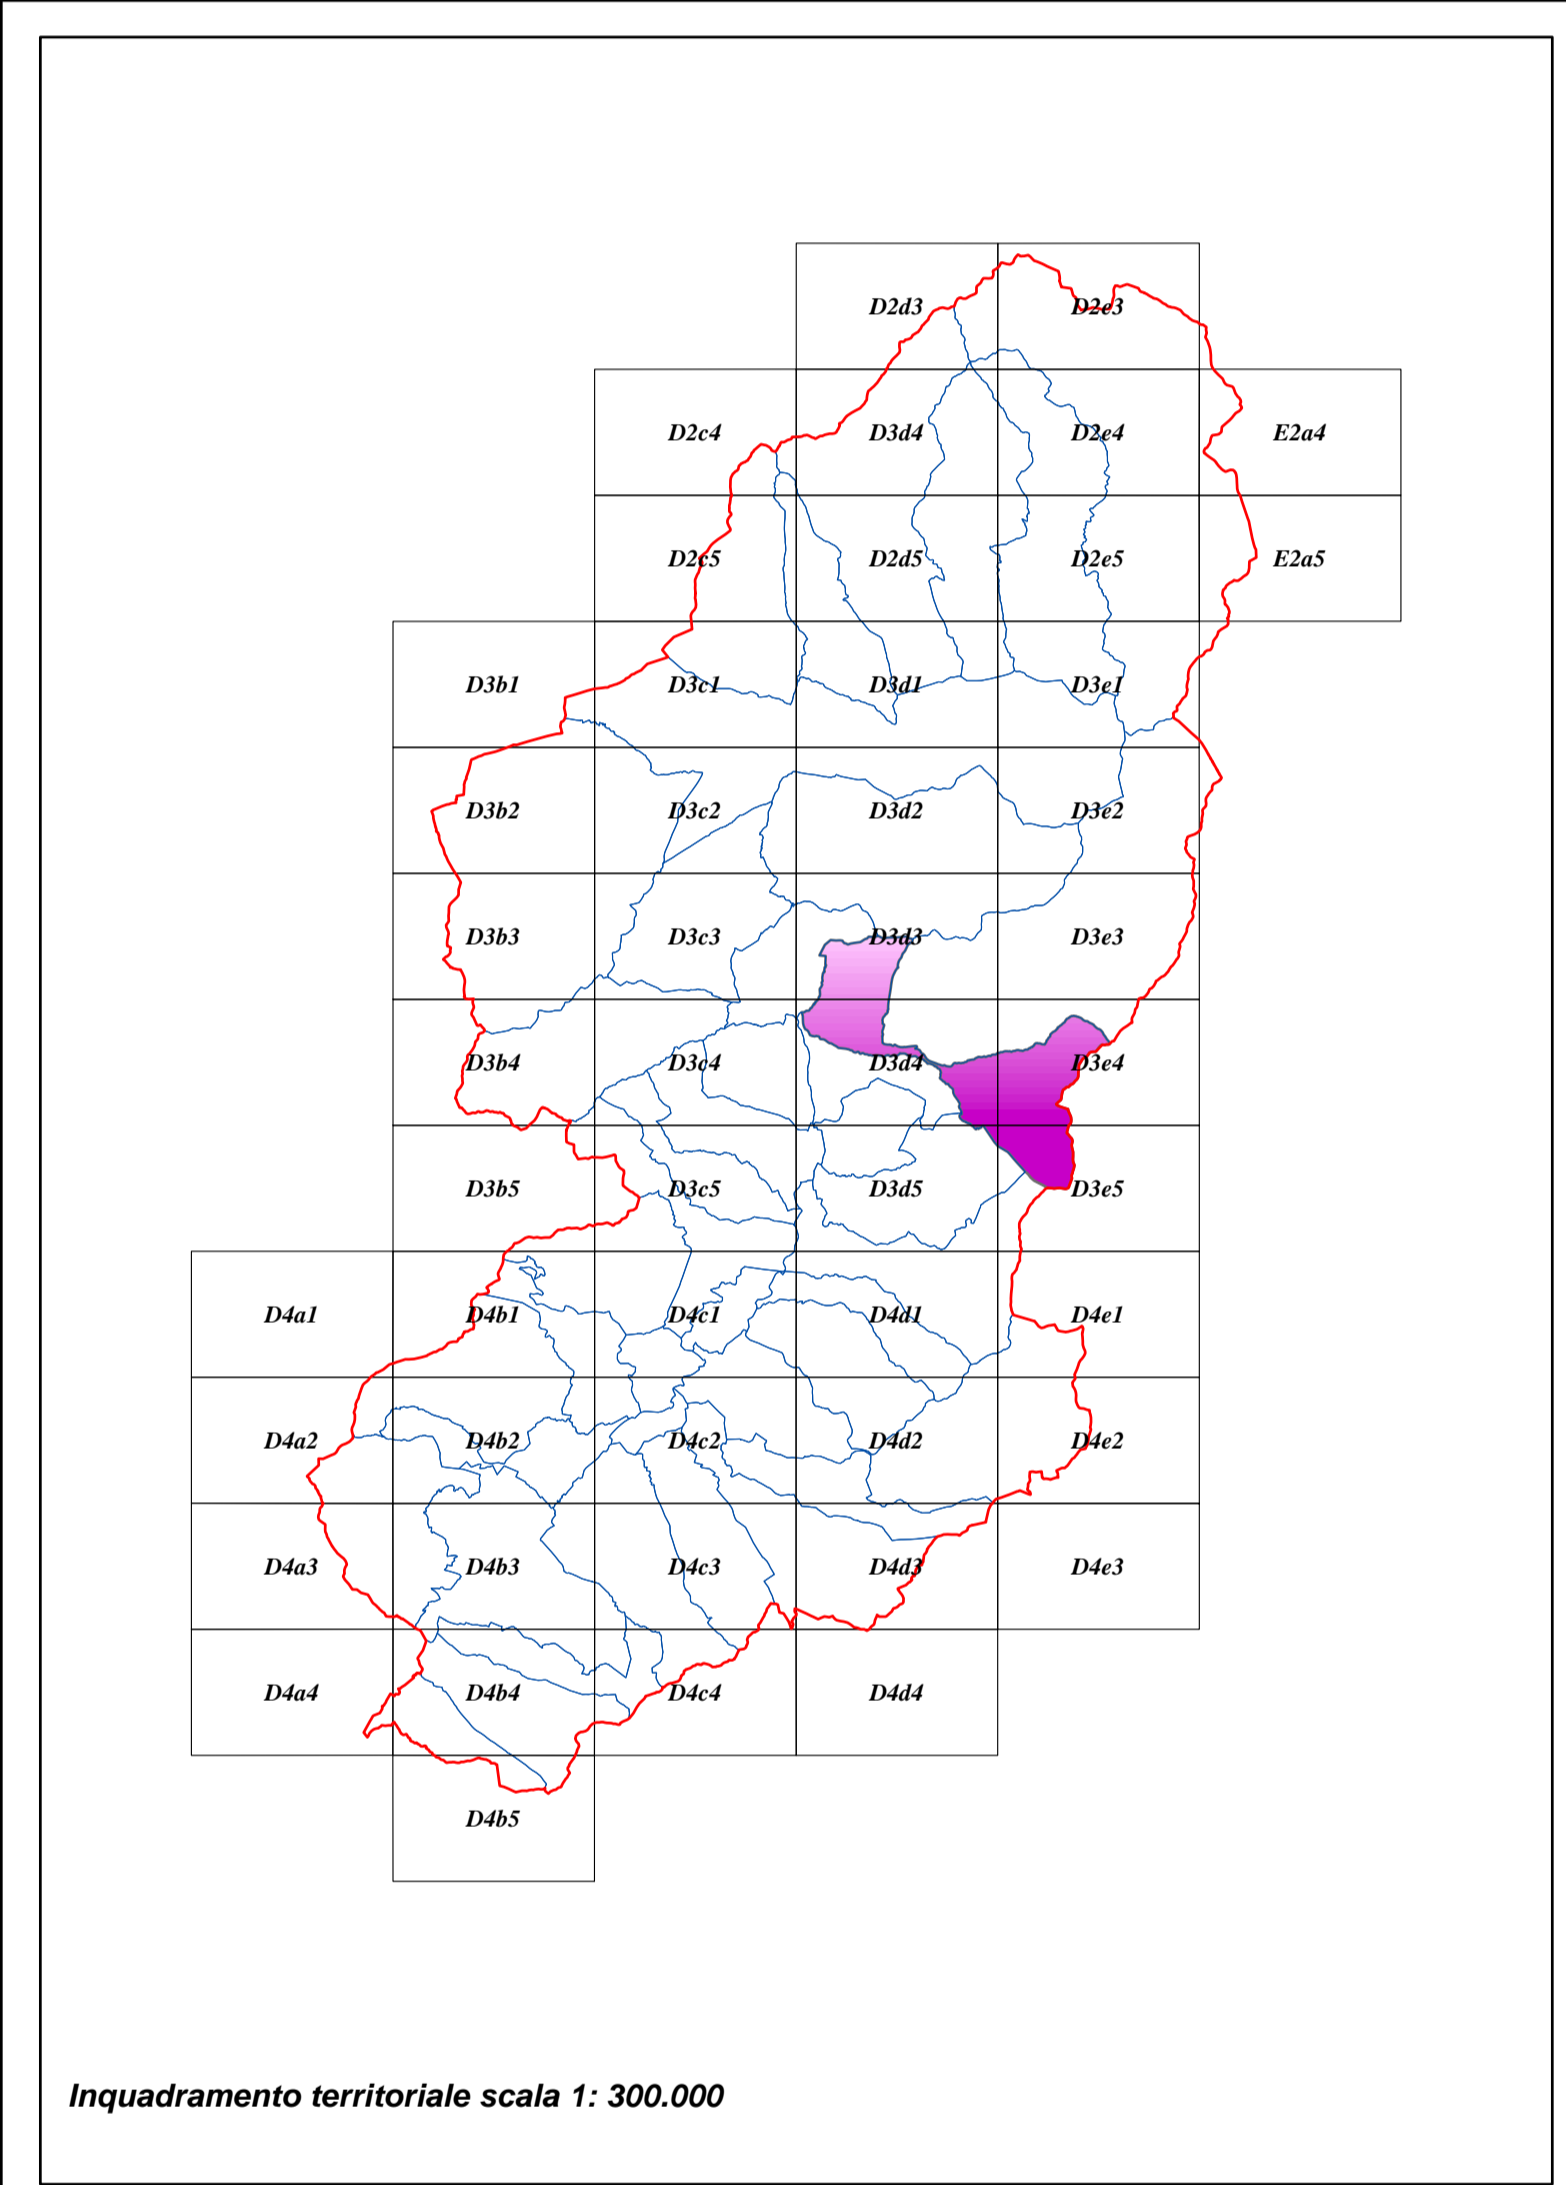 D2d3 D2e3
D2c4 D3d4 D2e4 E2a4
D2c5 D2d5 D2e5 E2a5
D3b1 D3c1 D3d1 D3e1
D3b2 D3c2 D3d2 D3e2
D3b3 D3c3 D3d3 D3e3
D3b4 D3c4 D3d4 D3e4
D3b5 D3c5 D3d5 D3e5
D4a1 D4b1 D4c1 D4d1 D4e1
D4a2 D4b2 D4c2 D4d2 D4e2
D4a3 D4b3 D4c3 D4d3 D4e3
D4a4 D4b4 D4c4 D4d4
D4b5
Inquadramento territoriale scala 1: 300.000